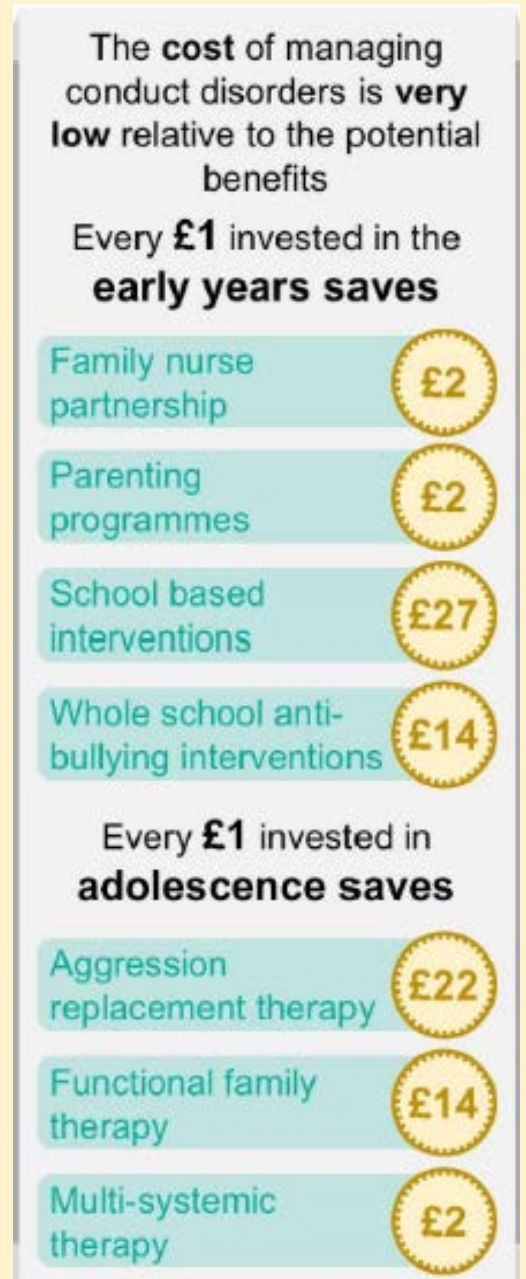 The cost of managing
conduct disorders is very
low relative to the potential
benefits
Every £1 invested in the
early years saves
Family nurse
partnership
£2
Parenting
programmes
£2
School based
interventions
£27
Whole school anti-
bullying interventions
£14
Every £1 invested in
adolescence saves
Aggression
replacement therapy
£22
Functional family
therapy
£14
Multi-systemic
therapy
£2